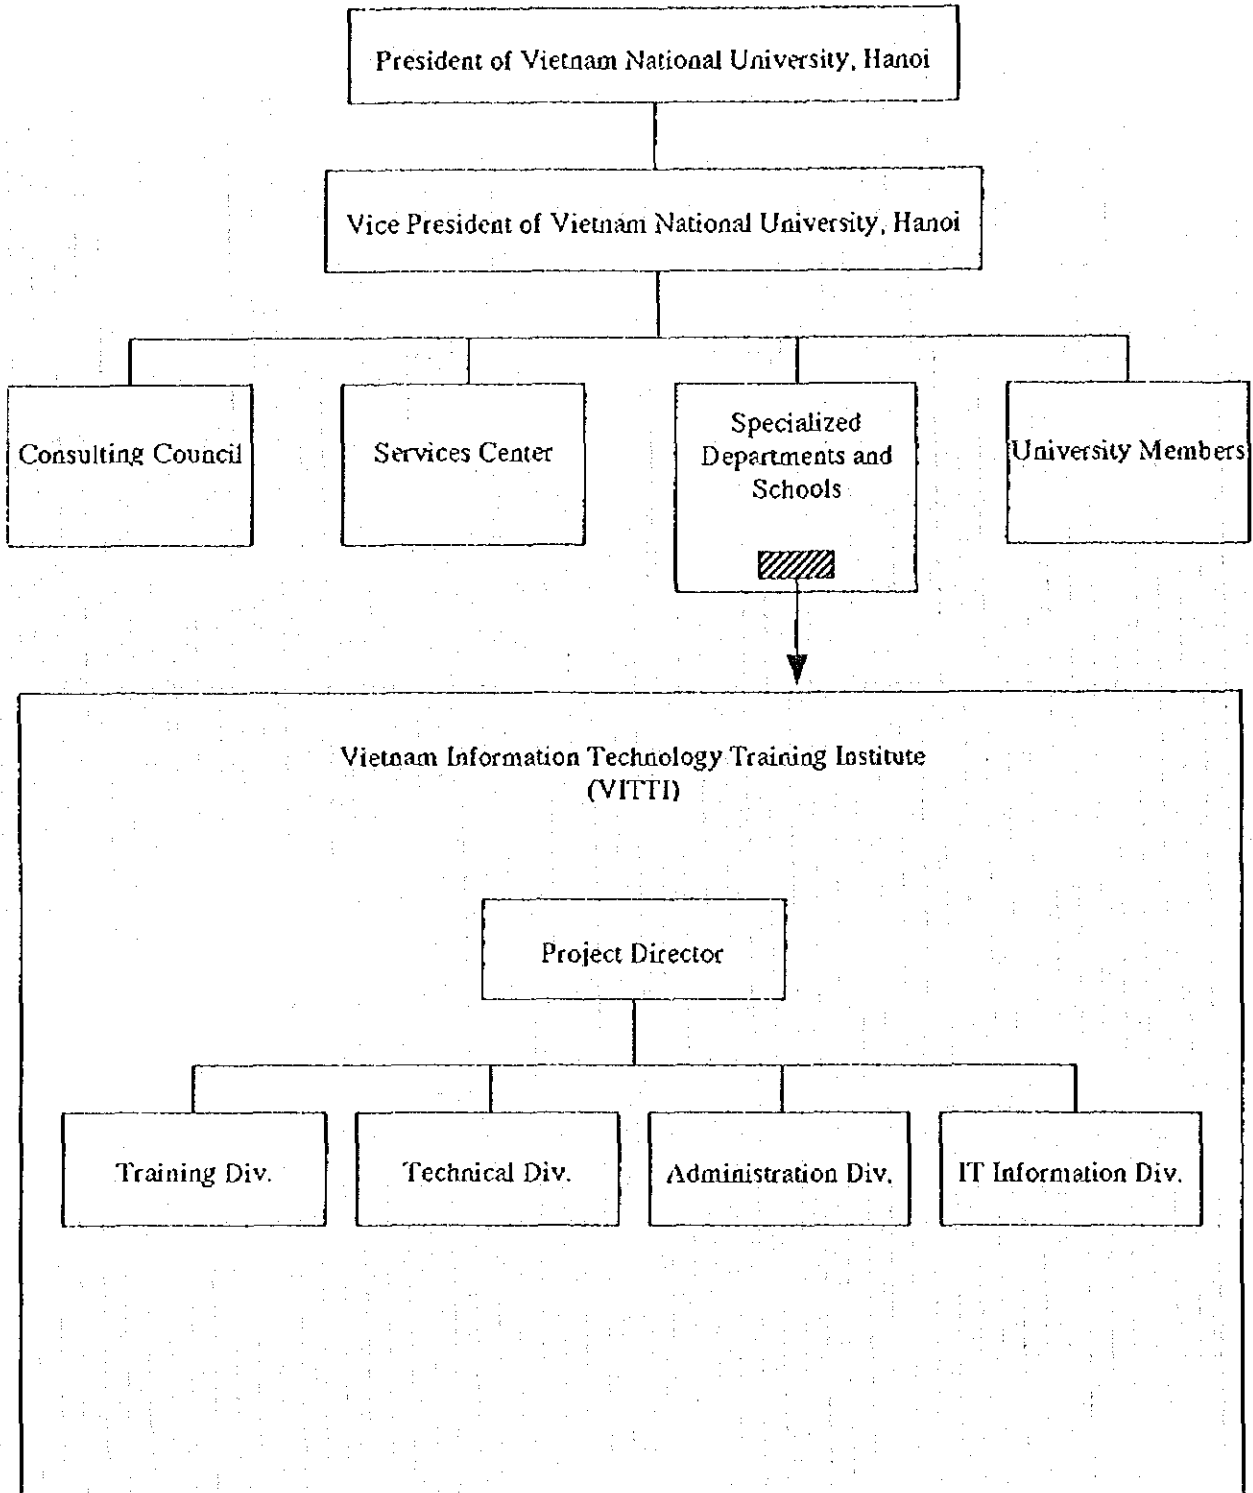 President of Vietnam National University, Hanoi
Vice President of Vietnam National University, Hanoi
Consulting Council
Services Center
Specialized
Departments and
Schools
University Members
Vietnam Information Technology Training Institute
(VITTI)
Project Director
Training Div.
Technical Div.
Administration Div.
IT Information Div.